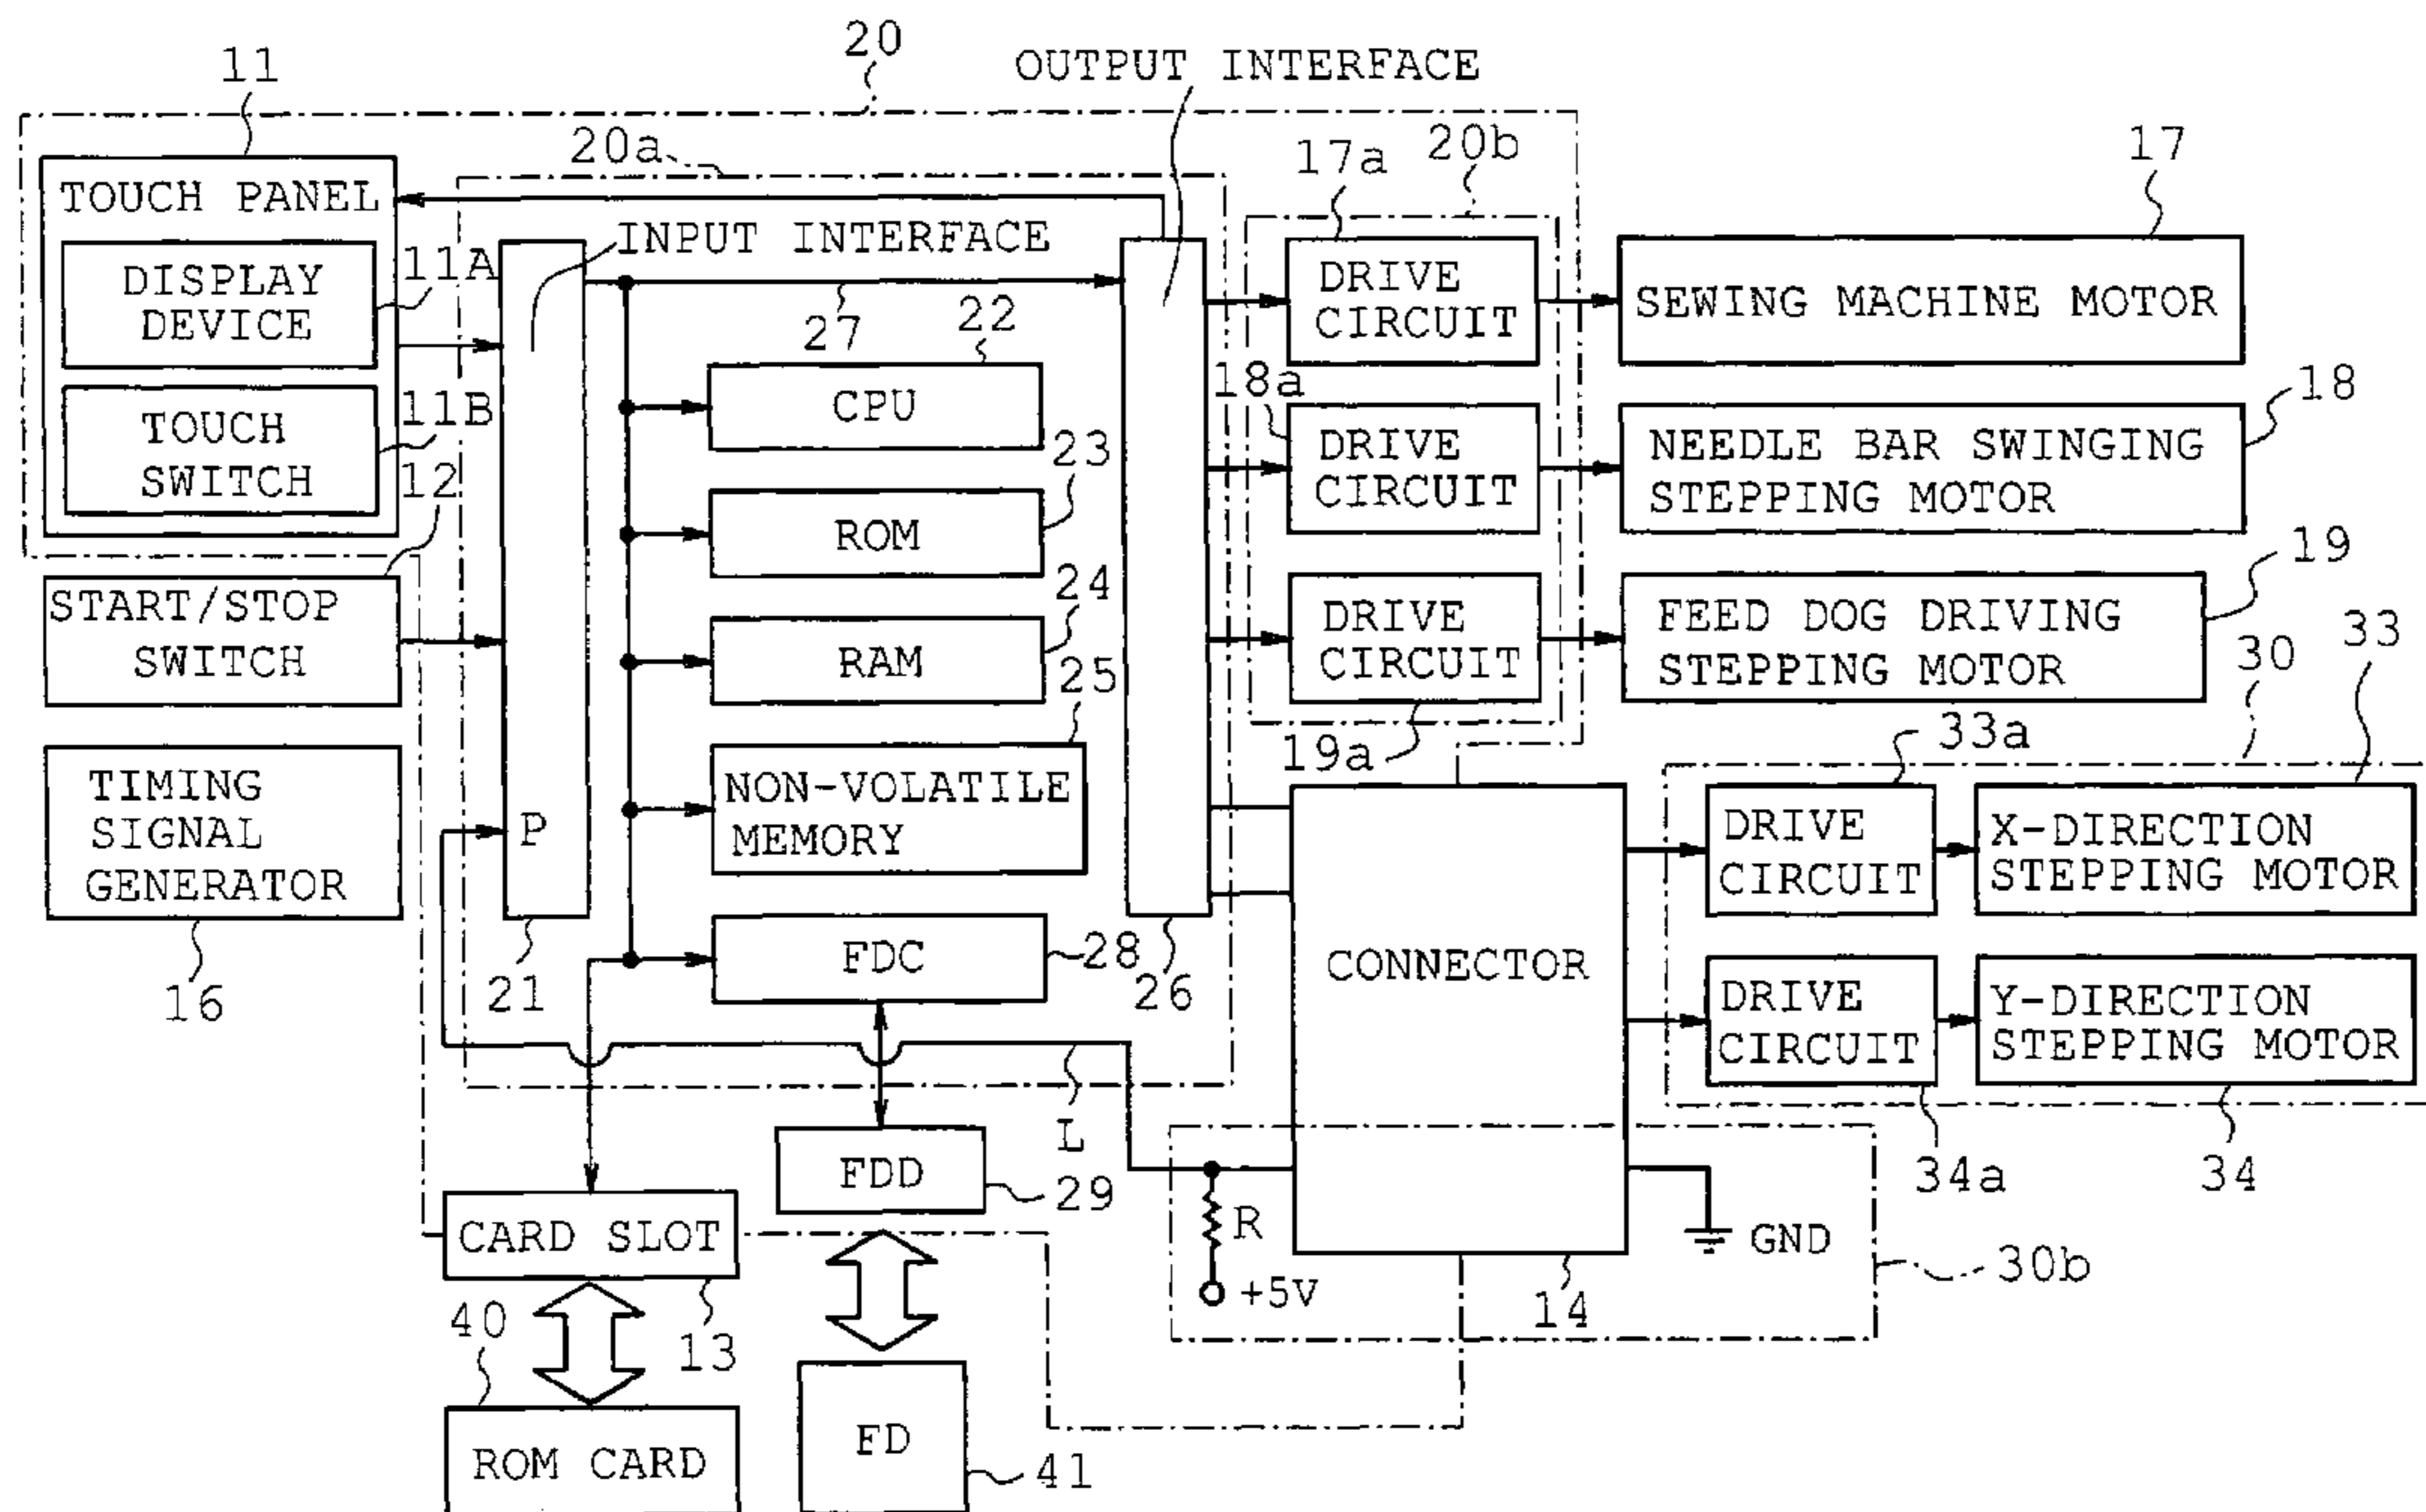 20
OUTPUT INTERFACE
11
20a
17a
20b
17
TOUCH PANEL
INPUT INTERFACE
DISPLAY
DEVICE
11A
DRIVE
CIRCUIT
SEWING MACHINE MOTOR
27
22
18a
18
TOUCH
SWITCH
11B
CPU
DRIVE
CIRCUIT
NEEDLE BAR SWINGING
STEPPING MOTOR
12
23
ROM
19
START/STOP
SWITCH
24
RAM
DRIVE
CIRCUIT
FEED DOG DRIVING
STEPPING MOTOR
30
33
25
19a
33a
TIMING
SIGNAL
GENERATOR
P
NON-VOLATILE
MEMORY
DRIVE
CIRCUIT
X-DIRECTION
STEPPING MOTOR
16
21
FDC
28
26
CONNECTOR
DRIVE
CIRCUIT
Y-DIRECTION
STEPPING MOTOR
L
FDD
29
34a
34
CARD SLOT
R
GND
30b
+5V
14
40
13
ROM CARD
FD
41